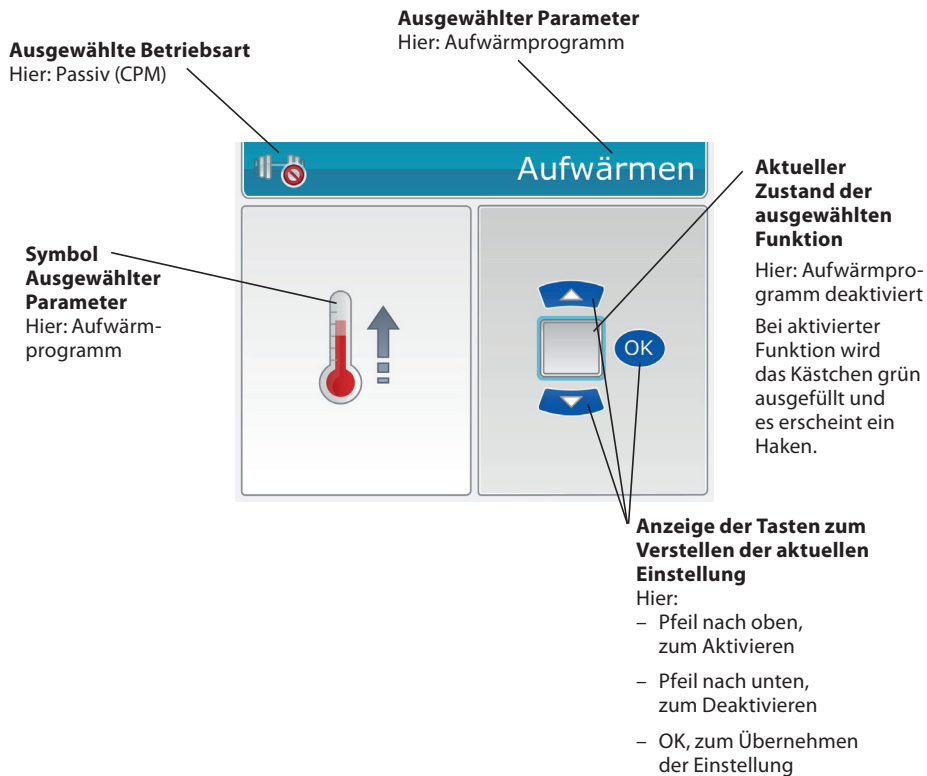 Ausgewählter Parameter
Hier: Aufwärmprogramm
Ausgewählte Betriebsart
Hier: Passiv (CPM)
Aufwärmen
Symbol
Ausgewählter
Parameter
Hier: Aufwärm-
programm
OK
Aktueller
Zustand der
ausgewählten
Funktion
Hier: Aufwärmpro-
gramm deaktiviert
Bei aktivierter
Funktion wird
das Kästchen grün
ausgefüllt und
es erscheint ein
Haken.
Anzeige der Tasten zum
Verstellen der aktuellen
Einstellung
Hier:
– Pfeil nach oben,
zum Aktivieren
– Pfeil nach unten,
zum Deaktivieren
– OK, zum Übernehmen
der Einstellung